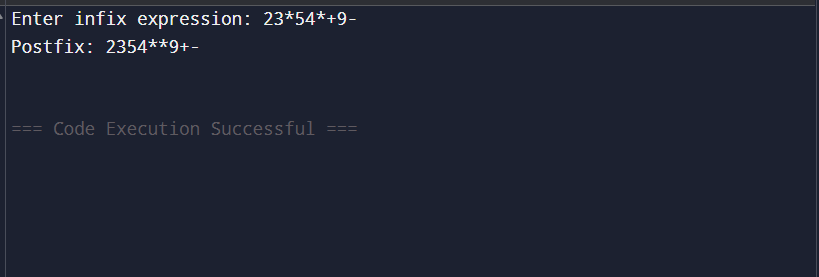 Enter infix expression: 23*54*+9-
Postfix: 2354**9+-
=== Code Execution Successful ===